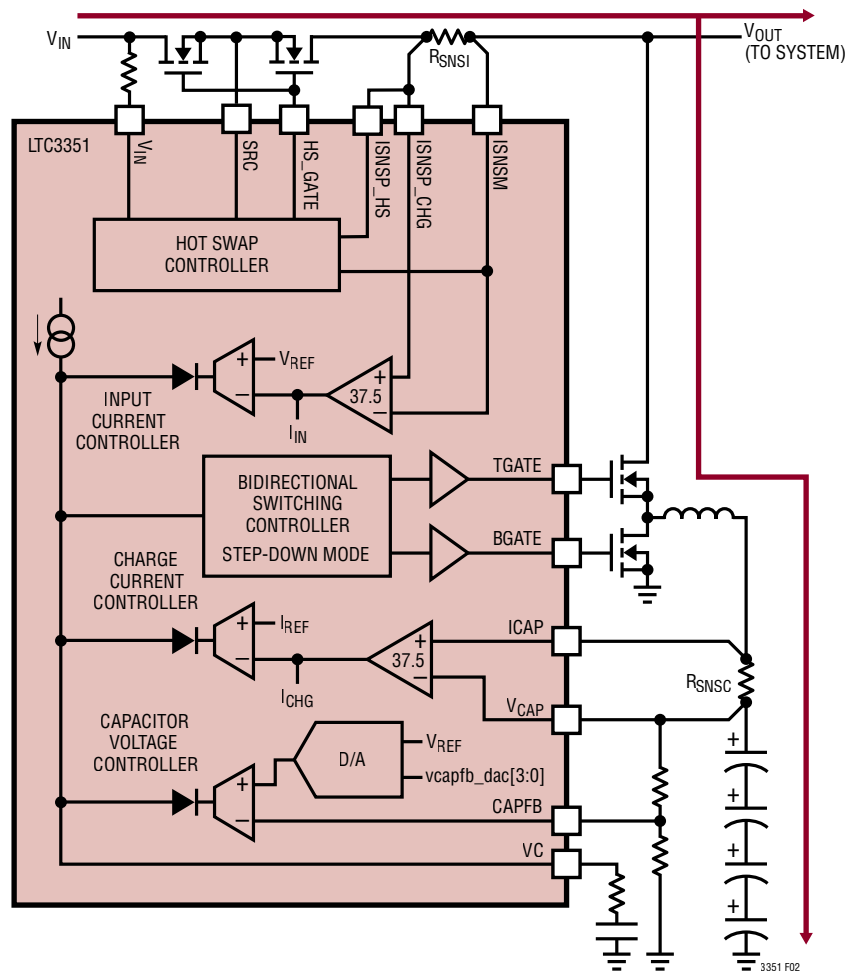 VIN
RSNSI
VOUT
(TO SYSTEM)
LTC3351
VIN
SRC
HS_GATE
ISNSP_HS
ISNSP_CHG
ISNSM
HOT SWAP
CONTROLLER
+
VREF
–
IIN
+
37.5
–
INPUT
CURRENT
CONTROLLER
BIDIRECTIONAL
SWITCHING
CONTROLLER
STEP-DOWN MODE
TGATE
BGATE
CHARGE
CURRENT
CONTROLLER
+
IREF
–
ICHG
+
37.5
–
ICAP
VCAP
RSNSC
CAPACITOR
VOLTAGE
CONTROLLER
D/A
VREF
vcapfb_dac[3:0]
+
–
CAPFB
VC
+
+
+
+
3351 F02